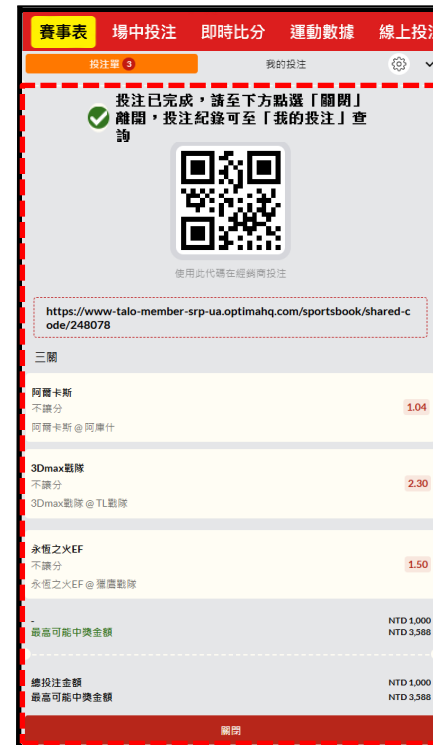 賽事表 場中投注 即時比分 運動數據 線上投
投注單 3 我的投注
投注已完成，請至下方點選「關閉」
離開，投注紀錄可至「我的投注」查
詢
使用此代碼在經銷商投注
https://www-talo-member-srp-ua.optimahq.com/sportsbook/shared-c
ode/248078
三關
阿爾卡斯
不讓分
1.04
阿爾卡斯 @ 阿庫什
3Dmax戰隊
不讓分
2.30
3Dmax戰隊 @ TL戰隊
永恆之火EF
不讓分
1.50
永恆之火EF @ 獵鷹戰隊
- NTD 1,000
最高可能中獎金額 NTD 3,588
總投注金額 NTD 1,000
最高可能中獎金額 NTD 3,588
關閉